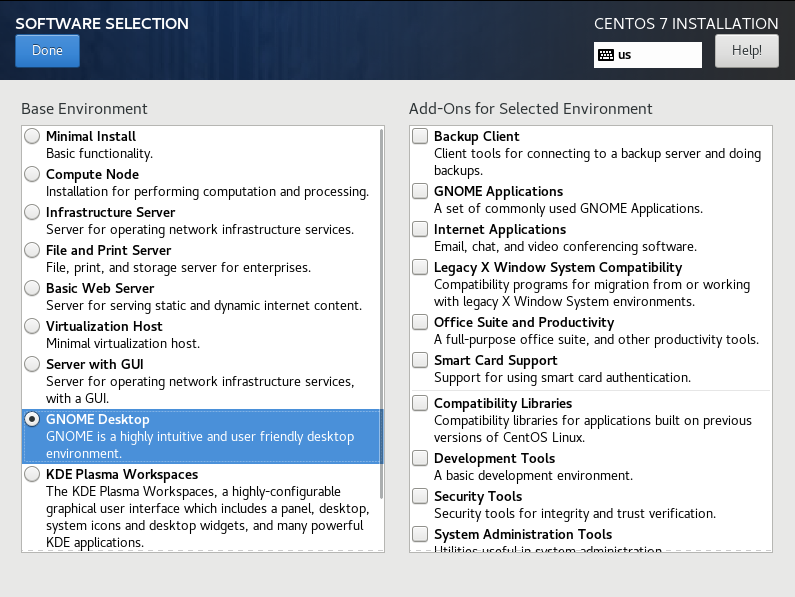 SOFTWARE SELECTION
CENTOS 7 INSTALLATION
Done
us
Help!
Base Environment
Minimal Install
Basic functionality.
Compute Node
Installation for performing computation and processing.
Infrastructure Server
Server for operating network infrastructure services.
File and Print Server
File, print, and storage server for enterprises.
Basic Web Server
Server for serving static and dynamic internet content.
Virtualization Host
Minimal virtualization host.
Server with GUI
Server for operating network infrastructure services,
with a GUI.
GNOME Desktop
GNOME is a highly intuitive and user friendly desktop
environment.
KDE Plasma Workspaces
The KDE Plasma Workspaces, a highly-configurable
graphical user interface which includes a panel, desktop,
system icons and desktop widgets, and many powerful
KDE applications.
Add-Ons for Selected Environment
Backup Client
Client tools for connecting to a backup server and doing
backups.
GNOME Applications
A set of commonly used GNOME Applications.
Internet Applications
Email, chat, and video conferencing software.
Legacy X Window System Compatibility
Compatibility programs for migration from or working
with legacy X Window System environments.
Office Suite and Productivity
A full-purpose office suite, and other productivity tools.
Smart Card Support
Support for using smart card authentication.
Compatibility Libraries
Compatibility libraries for applications built on previous
versions of CentOS Linux.
Development Tools
A basic development environment.
Security Tools
Security tools for integrity and trust verification.
System Administration Tools
Utilities useful in system administration.